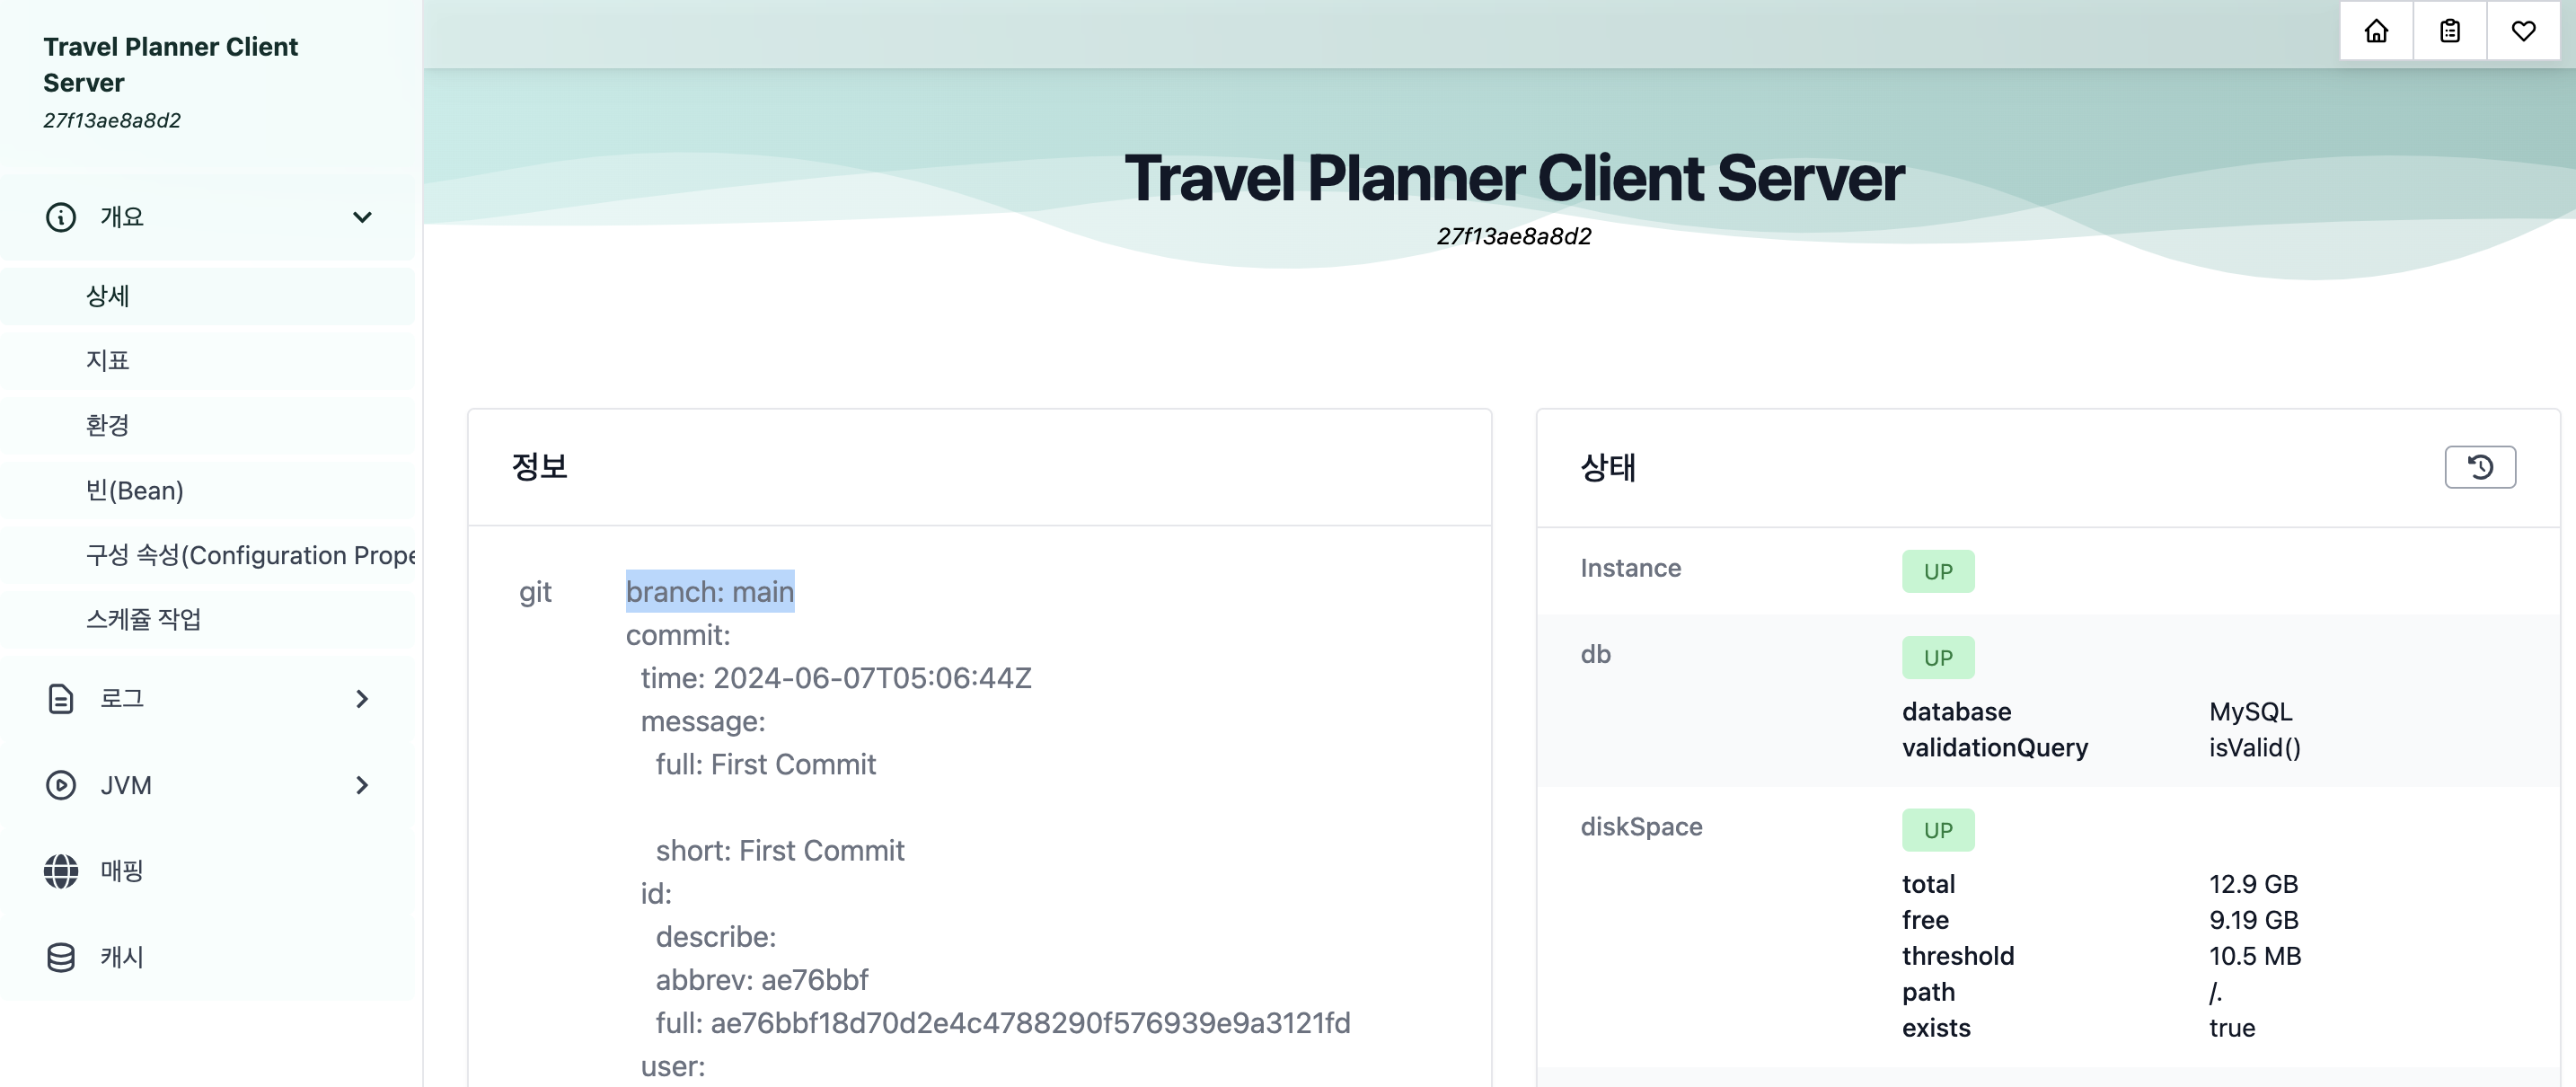 Travel Planner Client
Server
27f13ae8a8d2
개요
상세
지표
환경
빈(Bean)
구성 속성(Configuration Prope
스케쥴 작업
로그
JVM
매핑
캐시
Travel Planner Client Server
27f13ae8a8d2
정보
git
branch: main
commit:
time: 2024-06-07T05:06:44Z
message:
full: First Commit
short: First Commit
id:
describe:
abbrev: ae76bbf
full: ae76bbf18d70d2e4c4788290f576939e9a3121fd
user:
상태
Instance UP
db UP
database MySQL
validationQuery isValid()
diskSpace UP
total 12.9 GB
free 9.19 GB
threshold 10.5 MB
path /.
exists true